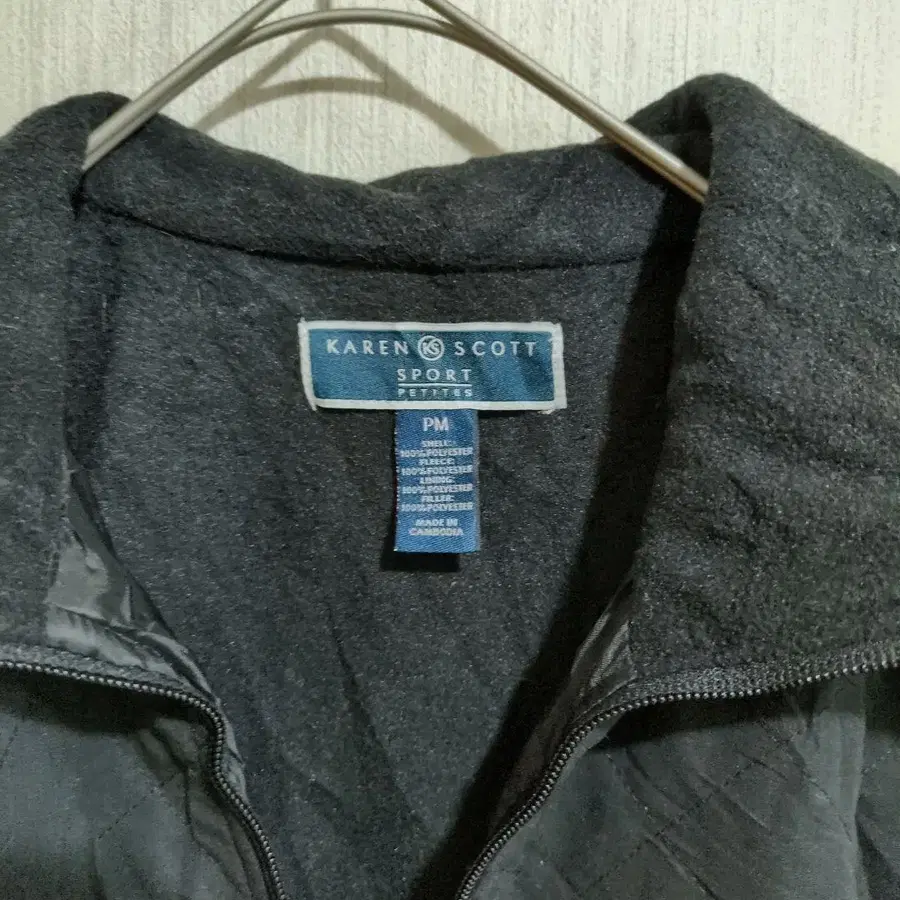 KAREN KS SCOTT
SPORT
PETITES
PM
SHELL:
100% POLYESTER
FLEECE:
100% POLYESTER
LINING:
100% POLYESTER
FILLER:
100% POLYESTER
MADE IN
CAMBODIA